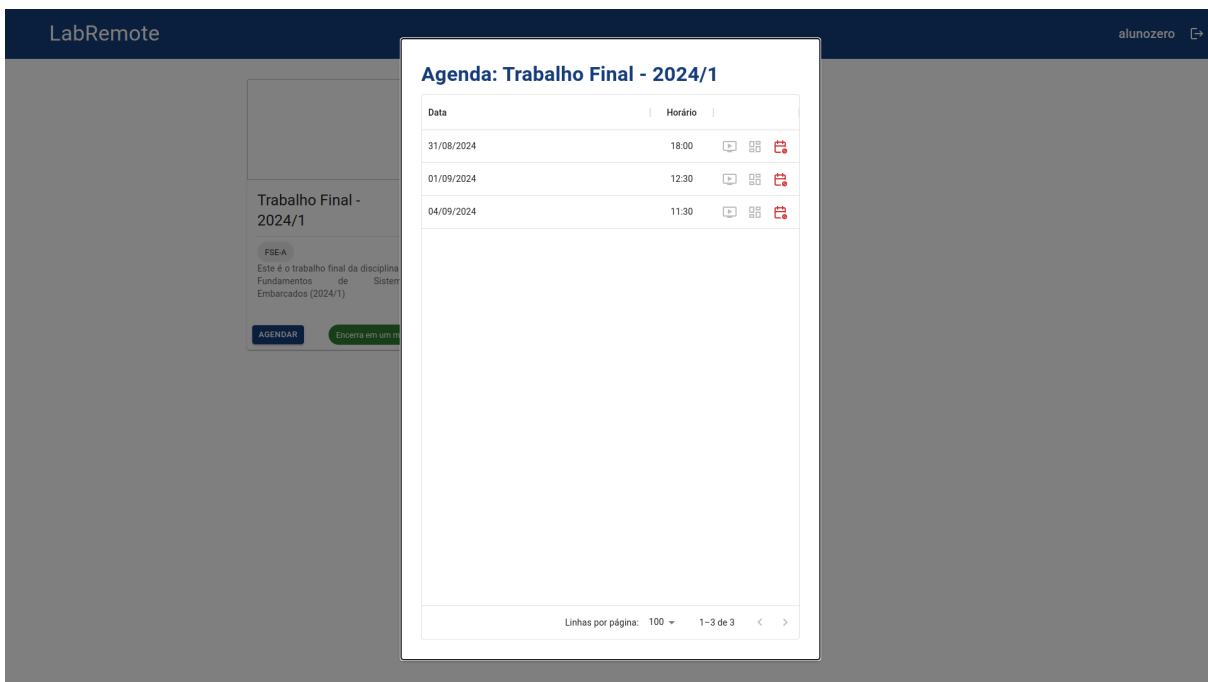 LabRemote
alunozero
Trabalho Final -
2024/1
FSE-A
Este é o trabalho final da disciplina
Fundamentos de Sistem
Embarcados (2024/1)
AGENDAR
Encerra em um m
Agenda: Trabalho Final - 2024/1
Data Horário
31/08/2024 18:00
01/09/2024 12:30
04/09/2024 11:30
Linhas por página: 100 1–3 de 3